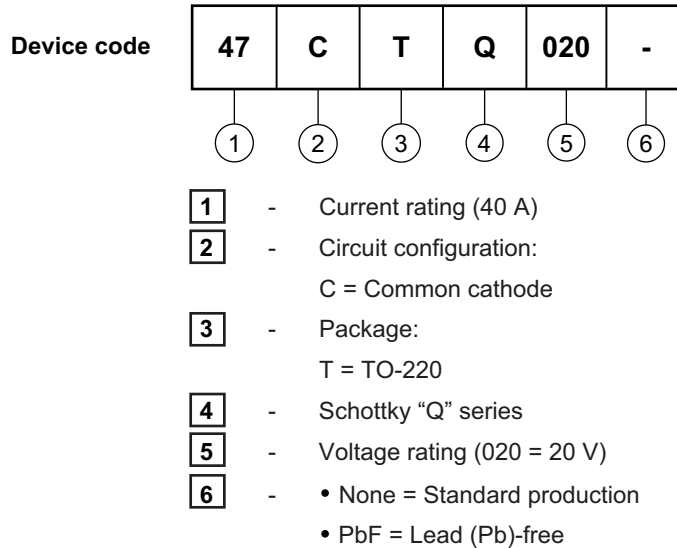 Device code 47 C T Q 020 -
1 2 3 4 5 6
1 - Current rating (40 A)
2 - Circuit configuration:
C = Common cathode
3 - Package:
T = TO-220
4 - Schottky “Q” series
5 - Voltage rating (020 = 20 V)
6 - • None = Standard production
• PbF = Lead (Pb)-free